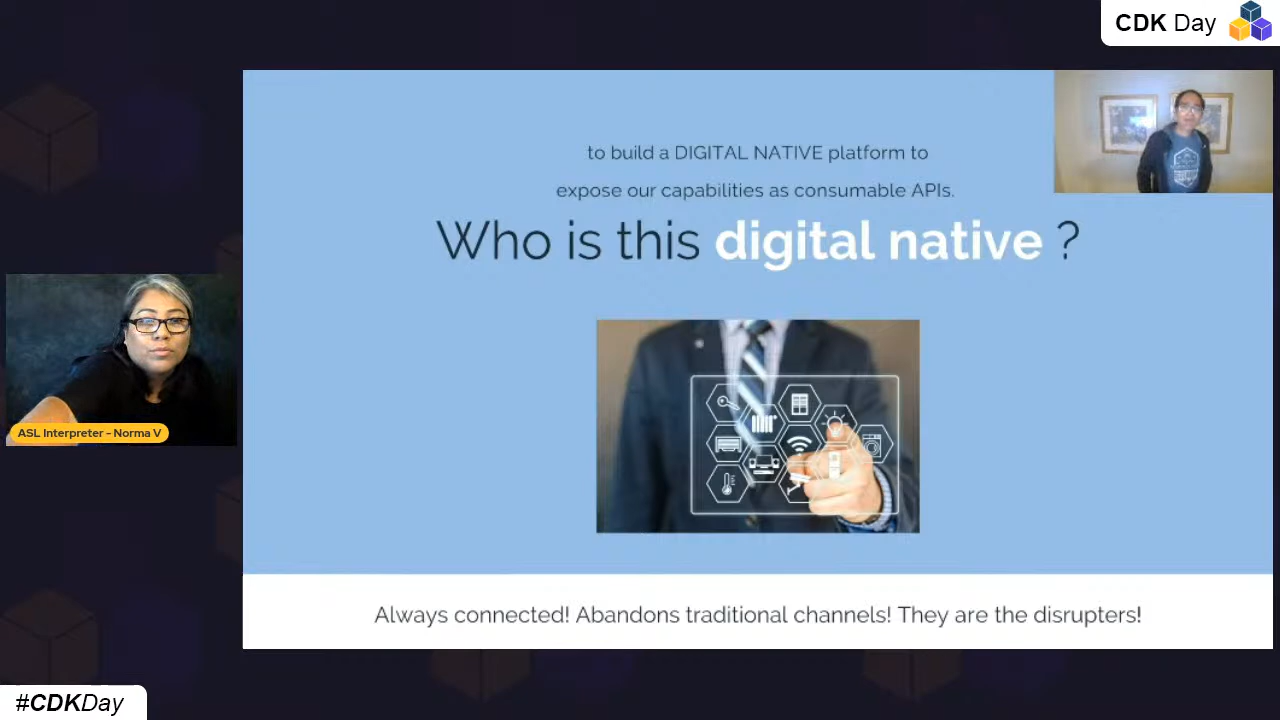 CDK Day
to build a DIGITAL NATIVE platform to
expose our capabilities as consumable APIs.
Who is this digital native ?
ASL Interpreter - Norma V
Always connected! Abandons traditional channels! They are the disrupters!
#CDKDay